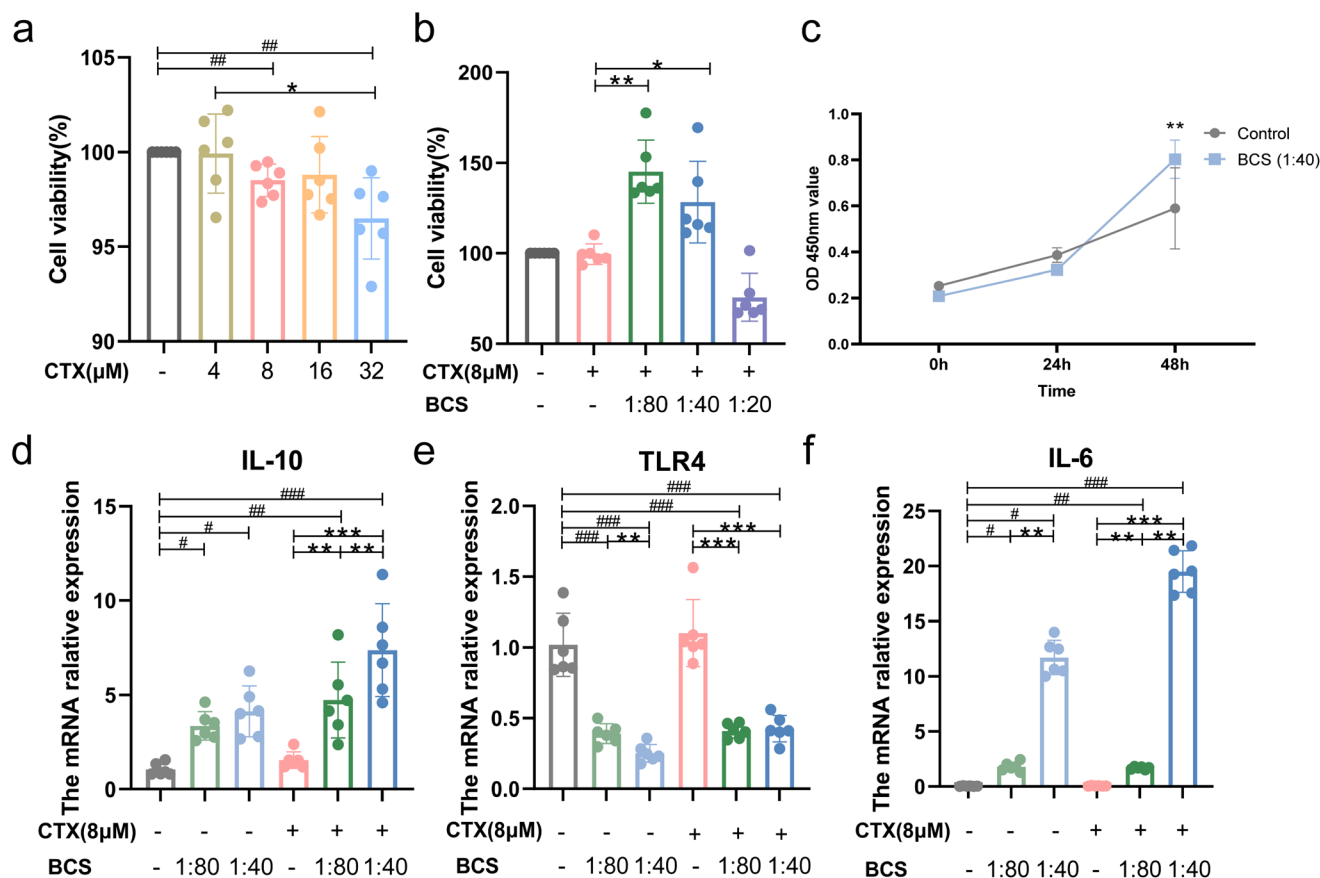 a
##
##
*
105
100
95
90
Cell viability(%)
CTX(μM)
- 4 8 16 32
b
*
**
200
150
100
50
Cell viability(%)
CTX(8μM) - + + + +
BCS - - 1:80 1:40 1:20
c
1.0
0.8
0.6
0.4
0.2
0.0
OD 450nm value
**
Control
BCS (1:40)
0h 24h 48h
Time
d
IL-10
###
##
# ***
# ** **
15
10
5
0
The mRNA ralative expression
CTX(8μM) - - - + + +
BCS - 1:80 1:40 - 1:80 1:40
e
TLR4
###
###
### ***
### ** ***
2.0
1.5
1.0
0.5
0.0
The mRNA ralative expression
CTX(8μM) - - - + + +
BCS - 1:80 1:40 - 1:80 1:40
f
IL-6
###
##
# ***
# ** ** **
25
20
15
10
5
0
The mRNA ralative expression
CTX(8μM) - - - + + +
BCS - 1:80 1:40 - 1:80 1:40